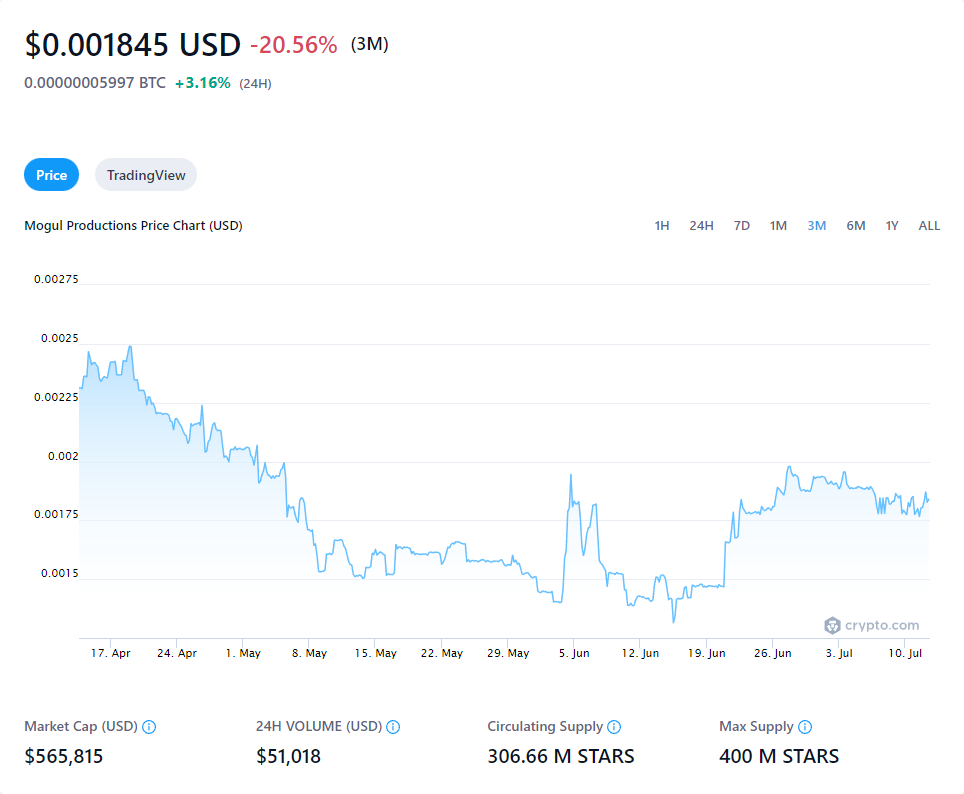 $0.001845 USD -20.56% (3M)
0.00000005997 BTC +3.16% (24H)
Price TradingView
Mogul Productions Price Chart (USD) 1H 24H 7D 1M 3M 6M 1Y ALL
0.00275
0.0025
0.00225
0.002
0.00175
0.0015
crypto.com
17. Apr 24. Apr 1. May 8. May 15. May 22. May 29. May 5. Jun 12. Jun 19. Jun 26. Jun 3. Jul 10. Jul
Market Cap (USD) 24H VOLUME (USD) Circulating Supply Max Supply
$565,815 $51,018 306.66 M STARS 400 M STARS